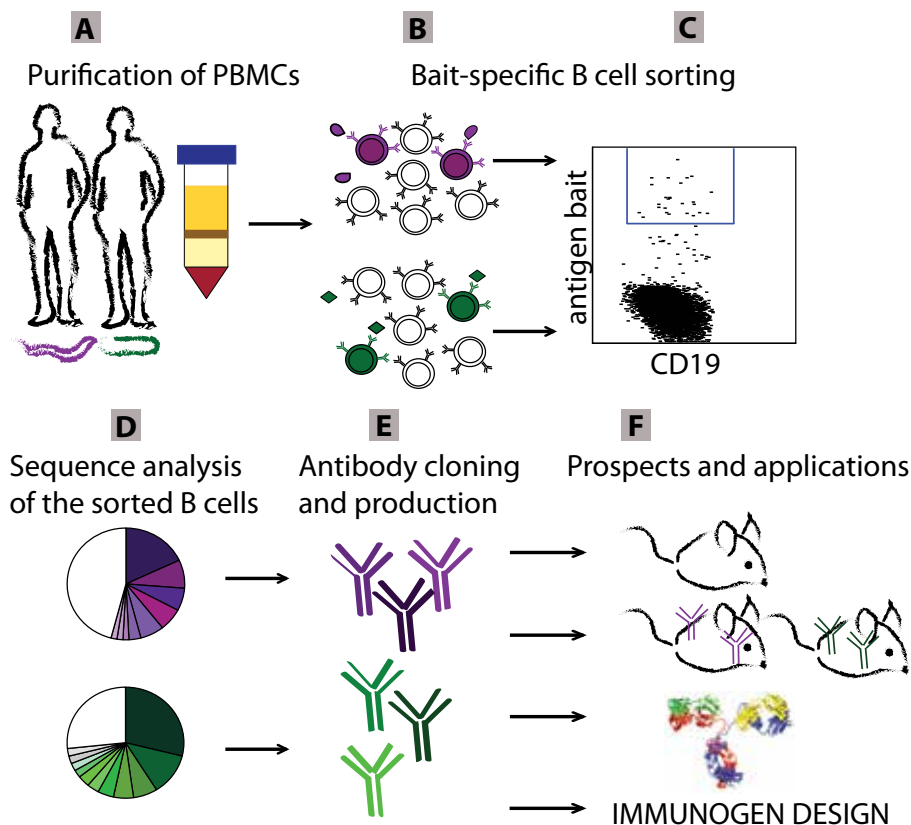 A
B
C
Purification of PBMCs
Bait-specific B cell sorting
antigen bait
CD19
D
E
F
Sequence analysis
of the sorted B cells
Antibody cloning
and production
Prospects and applications
IMMUNOGEN DESIGN